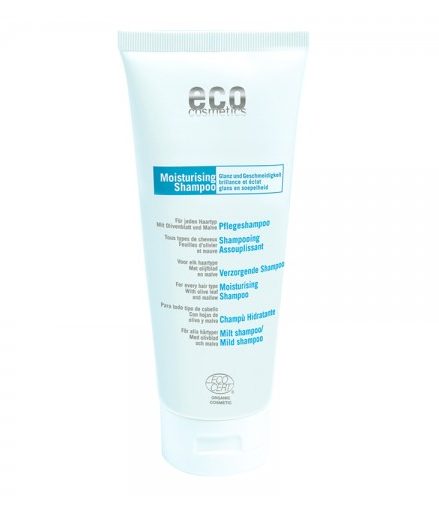 eco
cosmetics
Moisturising
Shampoo
Glanz und Geschmeidigkeit
brillance et éclat
glans en soepelheid
Für jeden Haartyp
Mit Olivenblatt und Malve
Pflegeshampoo
Tous types de cheveux
Feuilles d'olivier
et mauve
Shampooing
Assouplissant
Voor elk haartype
Met olijfblad
en malve
Verzorgende Shampoo
For every hair type
With olive leaf
and mallow
Moisturising
Shampoo
Para todo tipo de cabello
Con hojas de
olivo y malva
Champú Hidratante
För alla hårtyper
Med olivblad
och malva
Milt shampoo/
Mild shampoo
ECO
CERT
ORGANIC
COSMETIC